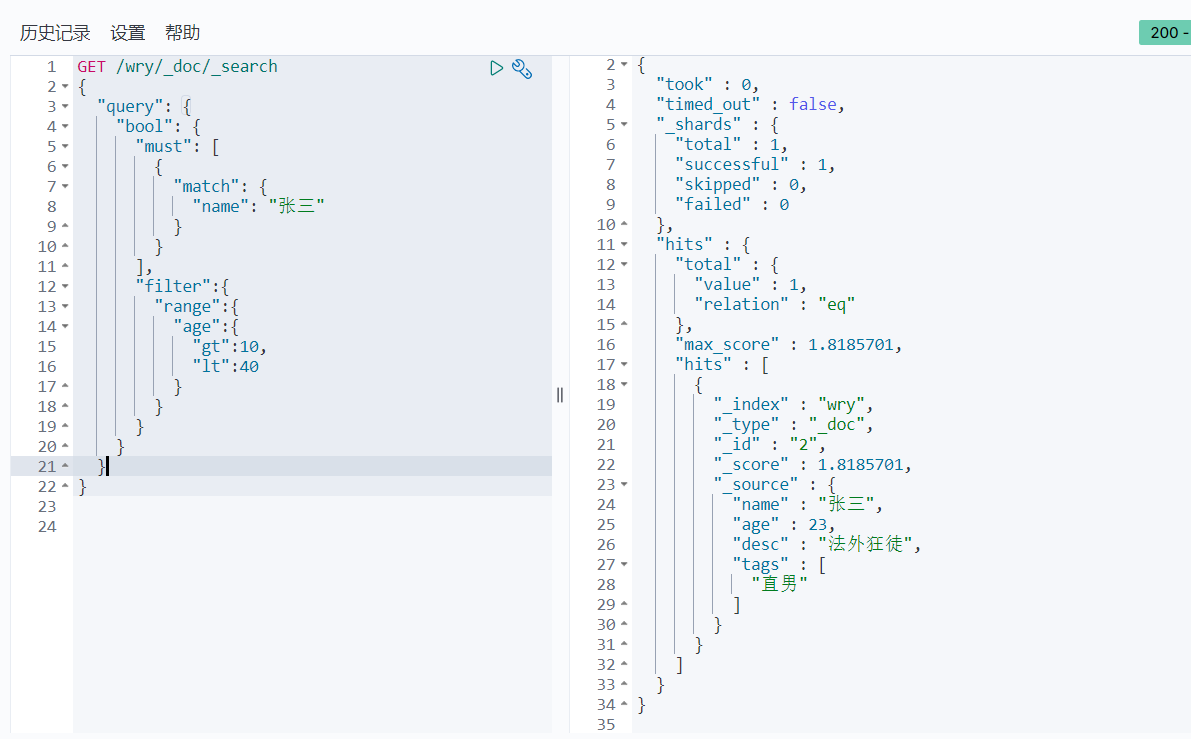 历史记录 设置 帮助
200 -
1 GET /wry/_doc/_search
2 {
3 "query": {
4 "bool": {
5 "must": [
6 {
7 "match": {
8 "name": "张三"
9 }
10 }
11 ],
12 "filter":{
13 "range":{
14 "age":{
15 "gt":10,
16 "lt":40
17 }
18 }
19 }
20 }
21 }
22 }
23
24
2 {
3 "took" : 0,
4 "timed_out" : false,
5 "_shards" : {
6 "total" : 1,
7 "successful" : 1,
8 "skipped" : 0,
9 "failed" : 0
10 },
11 "hits" : {
12 "total" : {
13 "value" : 1,
14 "relation" : "eq"
15 },
16 "max_score" : 1.8185701,
17 "hits" : [
18 {
19 "_index" : "wry",
20 "_type" : "_doc",
21 "_id" : "2",
22 "_score" : 1.8185701,
23 "_source" : {
24 "name" : "张三",
25 "age" : 23,
26 "desc" : "法外狂徒",
27 "tags" : [
28 "直男"
29 ]
30 }
31 }
32 ]
33 }
34 }
35